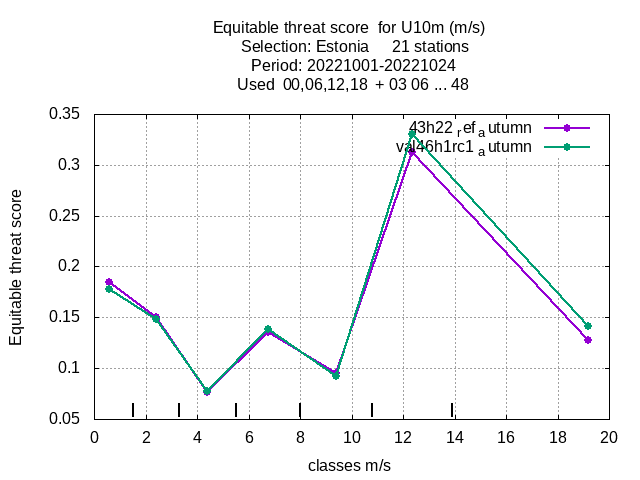 Equitable threat score for U10m (m/s)
Selection: Estonia 21 stations
Period: 20221001-20221024
Used 00,06,12,18 + 03 06 ... 48
43h22 ref autumn
val46h1rc1 autumn
Equitable threat score
0.35
0.3
0.25
0.2
0.15
0.1
0.05
0 2 4 6 8 10 12 14 16 18 20
classes m/s